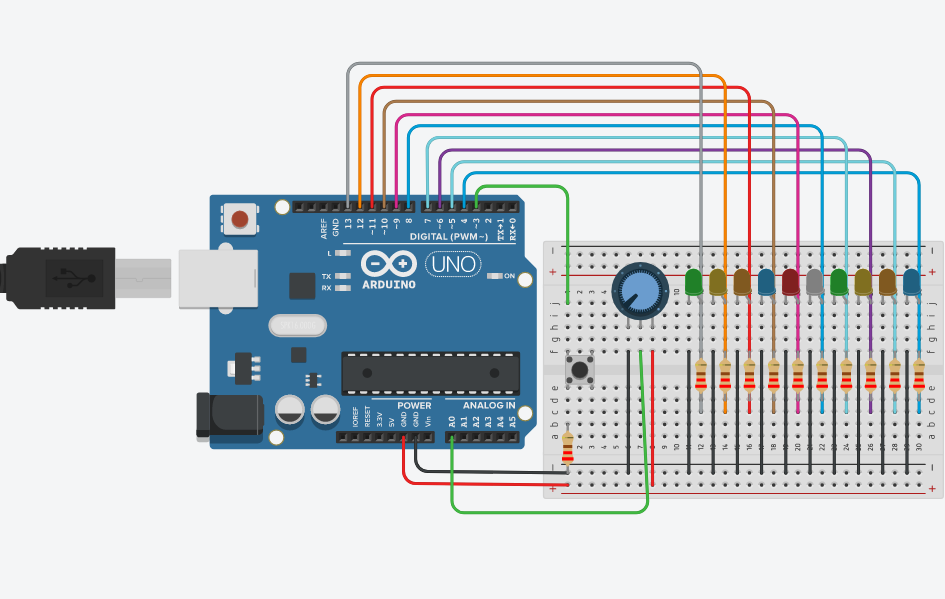 AREF
GND
13
12
~11
~10
~9
8
7
~6
~5
4
~3
2
TX→1
RX←0
DIGITAL (PWM~)
L
TX
RX
ARDUINO
UNO
ON
IOREF
RESET
3.3V
5V
GND
GND
Vin
POWER
A0
A1
A2
A3
A4
A5
ANALOG IN
− −
+ +
j j
i i
h h
g g
f f
e e
d d
c c
b b
a a
− −
+ +